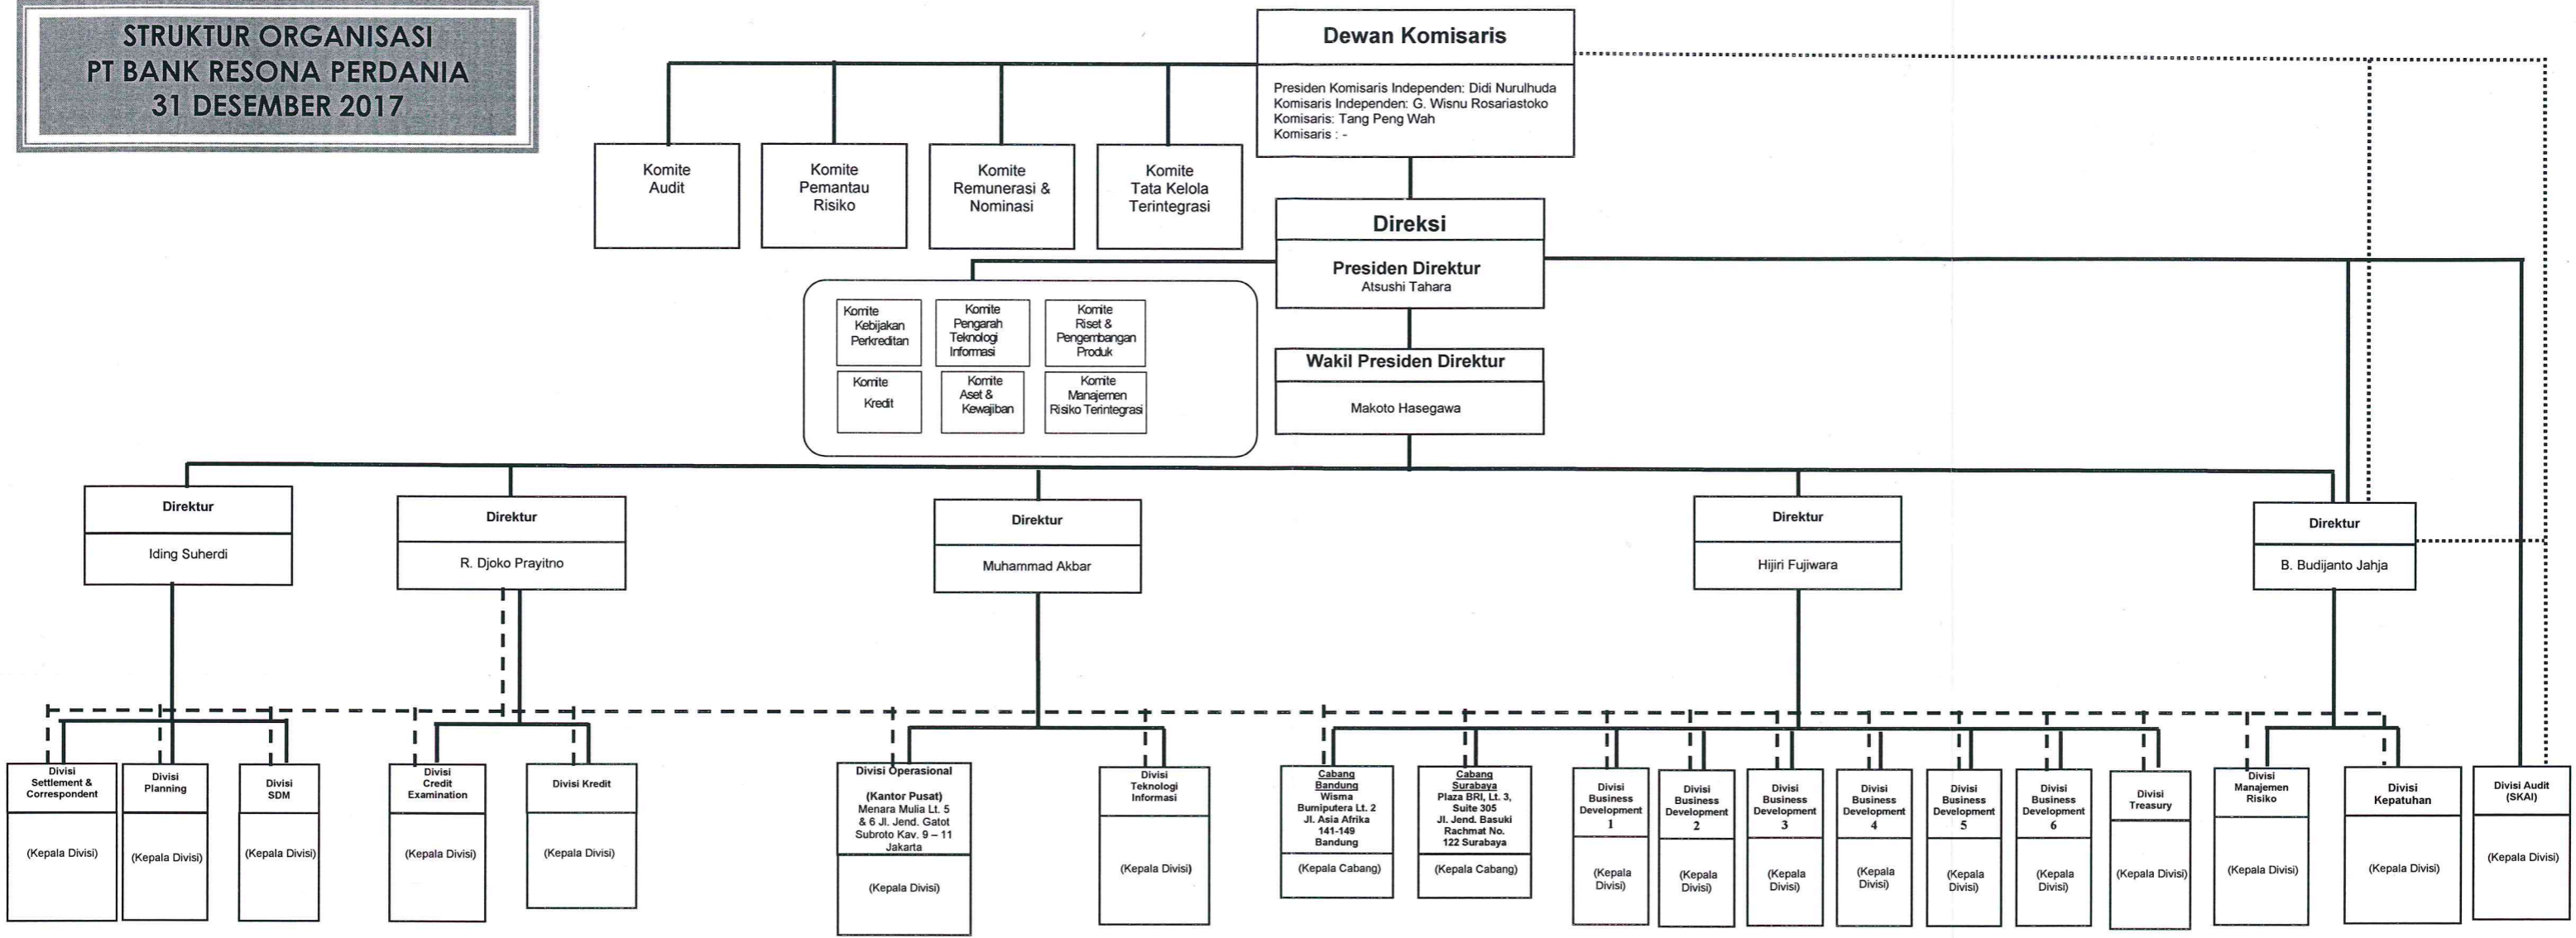 STRUKTUR ORGANISASI
PT BANK RESONA PERDANIA
31 DESEMBER 2017
Dewan Komisaris
Presiden Komisaris Independen: Didi Nurulhuda
Komisaris Independen: G. Wisnu Rosariastoko
Komisaris: Tang Peng Wah
Komisaris : -
Komite
Audit
Komite
Pemantau
Risiko
Komite
Remunerasi &
Nominasi
Komite
Tata Kelola
Terintegrasi
Direksi
Presiden Direktur
Atsushi Tahara
Komite
Kebijakan
Perkreditan
Komite
Pengarah
Teknologi
Informasi
Komite
Riset &
Pengembangan
Produk
Komite
Kredit
Komite
Aset &
Kewajiban
Komite
Manajemen
Risiko Terintegrasi
Wakil Presiden Direktur
Makoto Hasegawa
Direktur
Iding Suherdi
Direktur
R. Djoko Prayitno
Direktur
Muhammad Akbar
Direktur
Hijiri Fujiwara
Direktur
B. Budijanto Jahja
Divisi
Settlement &
Correspondent
(Kepala Divisi)
Divisi
Planning
(Kepala Divisi)
Divisi
SDM
(Kepala Divisi)
Divisi
Credit
Examination
(Kepala Divisi)
Divisi Kredit
(Kepala Divisi)
Divisi Operasional
(Kantor Pusat)
Menara Mulia Lt. 5
& 6 Jl. Jend. Gatot
Subroto Kav. 9 – 11
Jakarta
(Kepala Divisi)
Divisi
Teknologi
Informasi
(Kepala Divisi)
Cabang
Bandung
Wisma
Bumiputera Lt. 2
Jl. Asia Afrika
141-149
Bandung
(Kepala Cabang)
Cabang
Surabaya
Plaza BRI, Lt. 3,
Suite 305
Jl. Jend. Basuki
Rachmat No.
122 Surabaya
(Kepala Cabang)
Divisi
Business
Development
1
(Kepala
Divisi)
Divisi
Business
Development
2
(Kepala
Divisi)
Divisi
Business
Development
3
(Kepala
Divisi)
Divisi
Business
Development
4
(Kepala
Divisi)
Divisi
Business
Development
5
(Kepala
Divisi)
Divisi
Business
Development
6
(Kepala
Divisi)
Divisi
Treasury
(Kepala Divisi)
Divisi
Manajemen
Risiko
(Kepala Divisi)
Divisi
Kepatuhan
(Kepala Divisi)
Divisi Audit
(SKAI)
(Kepala Divisi)